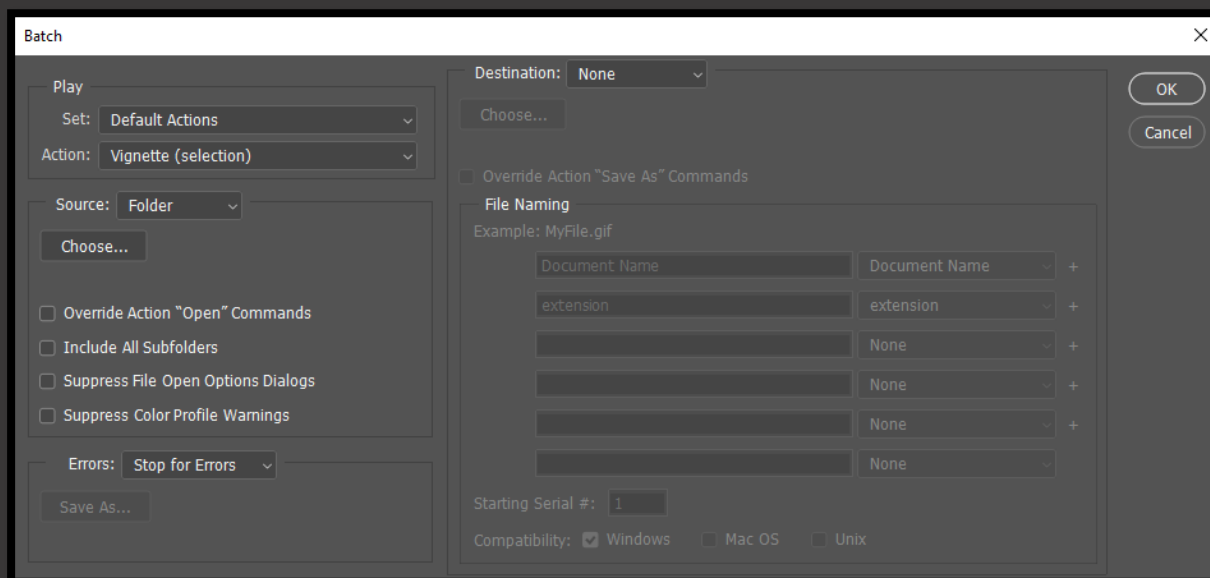 Batch
Play
Set: Default Actions
Action: Vignette (selection)
Source: Folder
Choose...
Override Action “Open” Commands
Include All Subfolders
Suppress File Open Options Dialogs
Suppress Color Profile Warnings
Errors: Stop for Errors
Save As...
Destination: None
Choose...
Override Action “Save As” Commands
File Naming
Example: MyFile.gif
Document Name Document Name +
extension extension +
None +
None +
None +
None
Starting Serial #: 1
Compatibility: Windows Mac OS Unix
OK
Cancel